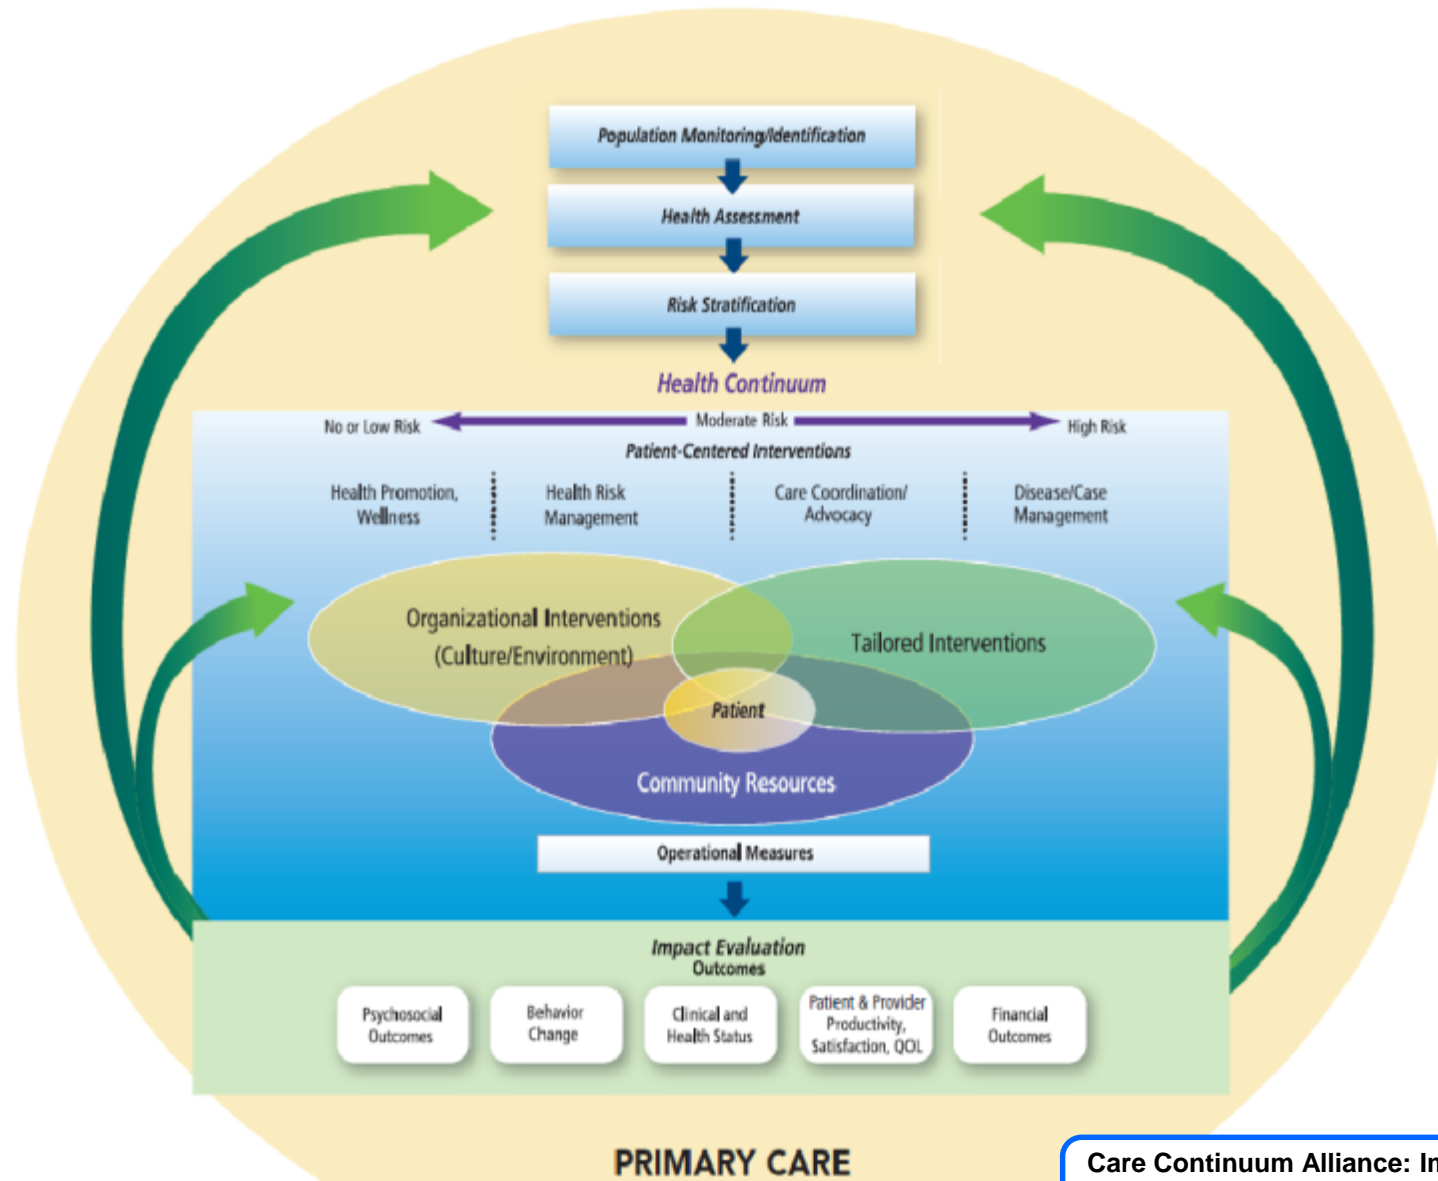 Population Monitoring/Identification
Health Assessment
Risk Stratification
Health Continuum
No or Low Risk
Moderate Risk
High Risk
Patient-Centered Interventions
Health Promotion,
Wellness
Health Risk
Management
Care Coordination/
Advocacy
Disease/Case
Management
Organizational Interventions
(Culture/Environment)
Tailored Interventions
Patient
Community Resources
Operational Measures
Impact Evaluation
Outcomes
Psychosocial
Outcomes
Behavior
Change
Clinical and
Health Status
Patient & Provider
Productivity,
Satisfaction, QOL
Financial
Outcomes
PRIMARY CARE
Care Continuum Alliance: